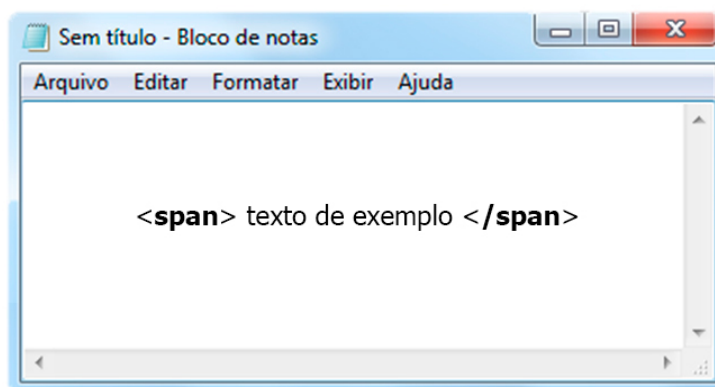 Sem título - Bloco de notas
Arquivo Editar Formatar Exibir Ajuda
<span> texto de exemplo </span>